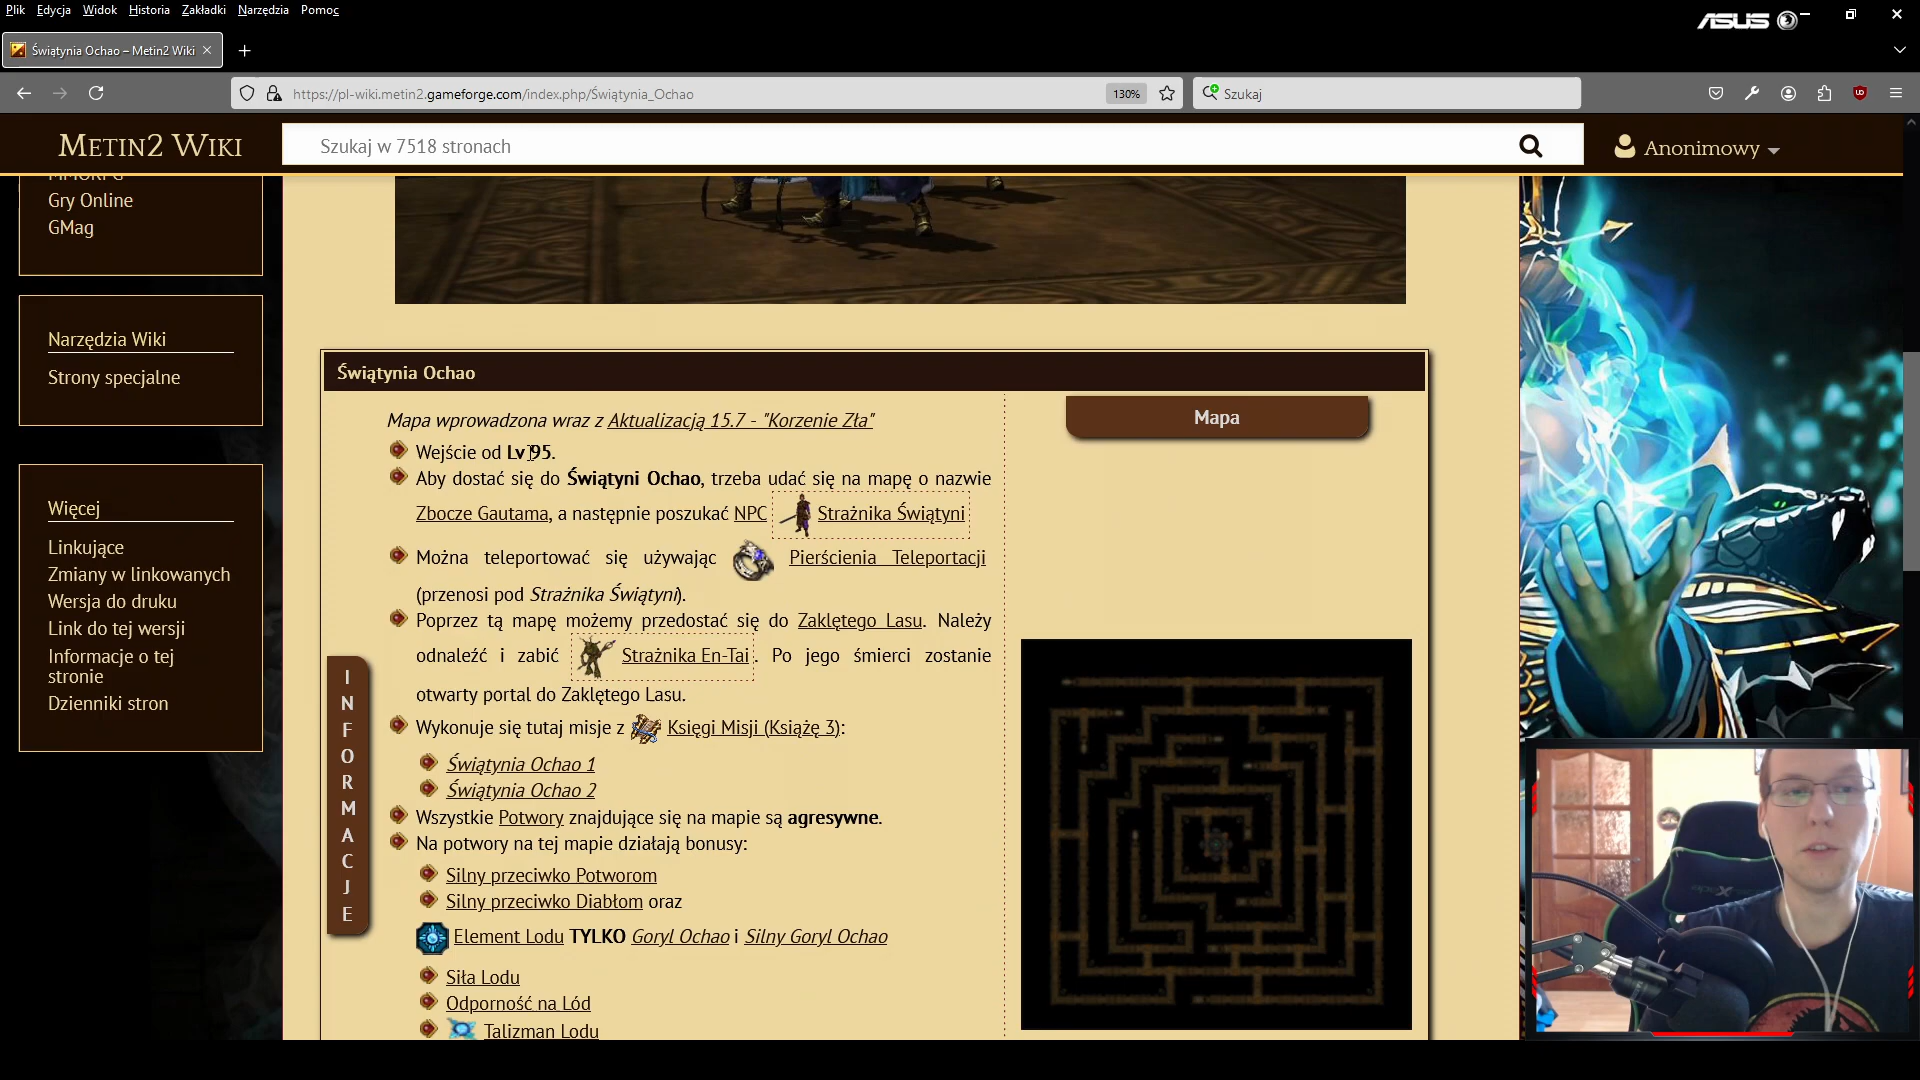 Plik Edycja Widok Historia Zakładki Narzędzia Pomoc
ASUS
Świątynia Ochao – Metin2 Wiki
https://pl-wiki.metin2.gameforge.com/index.php/Świątynia_Ochao
130%
Szukaj
Metin2 Wiki
Szukaj w 7518 stronach
Anonimowy
MMORPG
Gry Online
GMag
Narzędzia Wiki
Strony specjalne
Więcej
Linkujące
Zmiany w linkowanych
Wersja do druku
Link do tej wersji
Informacje o tej
stronie
Dzienniki stron
Świątynia Ochao
INFORMACJE
Mapa wprowadzona wraz z Aktualizacją 15.7 - "Korzenie Zła"
Wejście od Lv 95.
Aby dostać się do Świątyni Ochao, trzeba udać się na mapę o nazwie
Zbocze Gautama, a następnie poszukać NPC Strażnika Świątyni
Można teleportować się używając Pierścienia Teleportacji
(przenosi pod Strażnika Świątyni).
Poprzez tą mapę możemy przedostać się do Zaklętego Lasu. Należy
odnaleźć i zabić Strażnika En-Tai. Po jego śmierci zostanie
otwarty portal do Zaklętego Lasu.
Wykonuje się tutaj misje z Księgi Misji (Książę 3):
Świątynia Ochao 1
Świątynia Ochao 2
Wszystkie Potwory znajdujące się na mapie są agresywne.
Na potwory na tej mapie działają bonusy:
Silny przeciwko Potworom
Silny przeciwko Diabłom oraz
Element Lodu TYLKO Goryl Ochao i Silny Goryl Ochao
Siła Lodu
Odporność na Lód
Talizman Lodu
Mapa